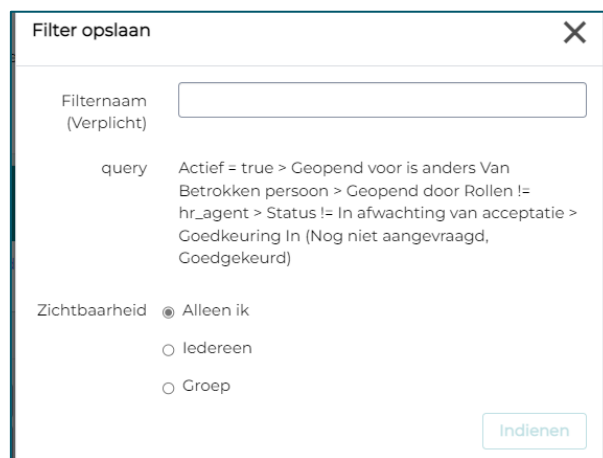 Filter opslaan
Filternaam
(Verplicht)
query
Actief = true > Geopend voor is anders Van
Betrokken persoon > Geopend door Rollen !=
hr_agent > Status != In afwachting van acceptatie >
Goedkeuring In (Nog niet aangevraagd,
Goedgekeurd)
Zichtbaarheid
Alleen ik
Iedereen
Groep
Indienen